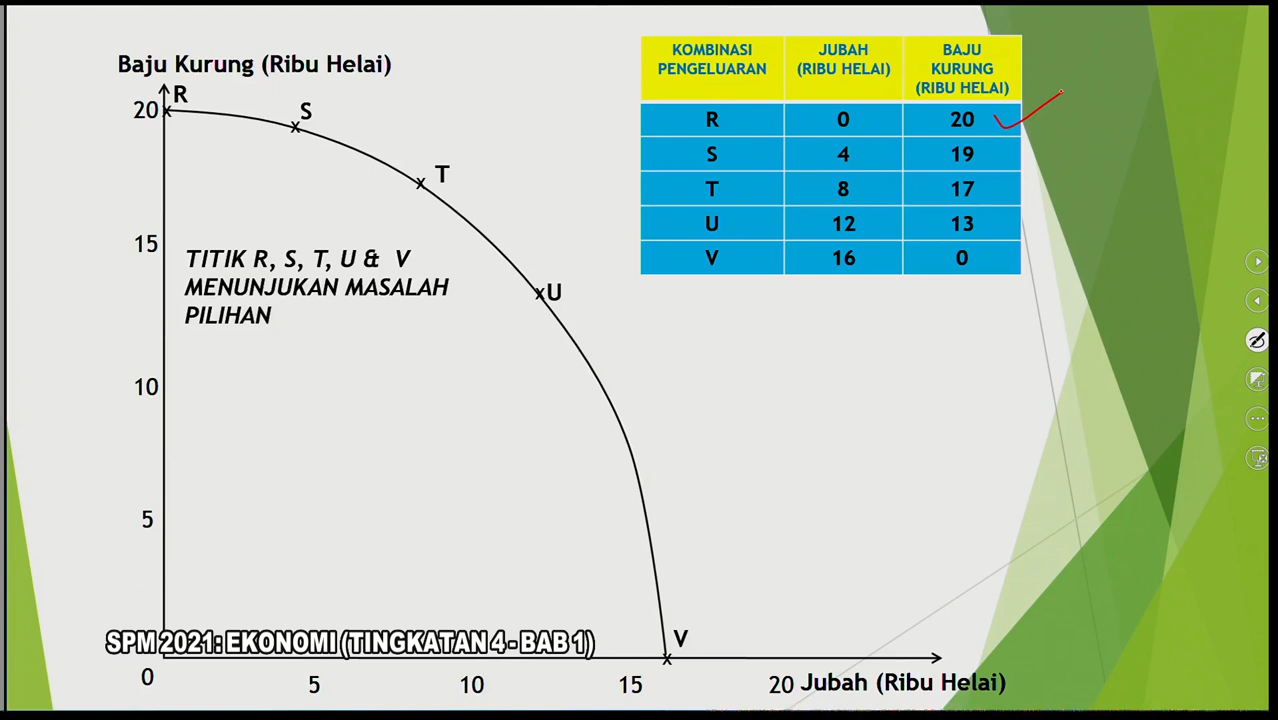 Baju Kurung (Ribu Helai)
20
R
S
T
15
TITIK R, S, T, U & V
MENUNJUKAN MASALAH
PILIHAN
U
10
5
V
SPM 2021: EKONOMI (TINGKATAN 4 - BAB 1)
0
5
10
15
20
Jubah (Ribu Helai)
KOMBINASI PENGELUARAN JUBAH (RIBU HELAI) BAJU KURUNG (RIBU HELAI)
R 0 20
S 4 19
T 8 17
U 12 13
V 16 0